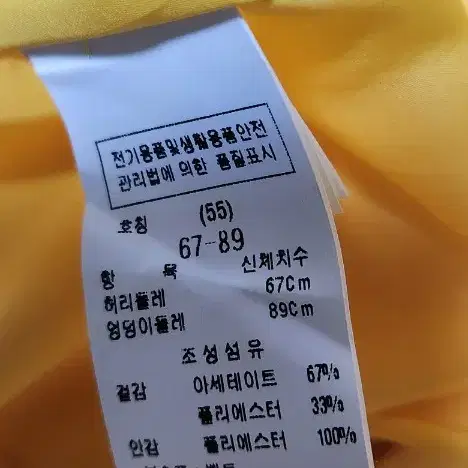 전기용품및생활용품안전
관리법에 의한 품질표시
호칭 (55)
67-89
항 목 신체치수
허리둘레 67Cm
엉덩이둘레 89Cm
조성섬유
겉감 아세테이트 67%
폴리에스터 33%
인감 폴리에스터 100%